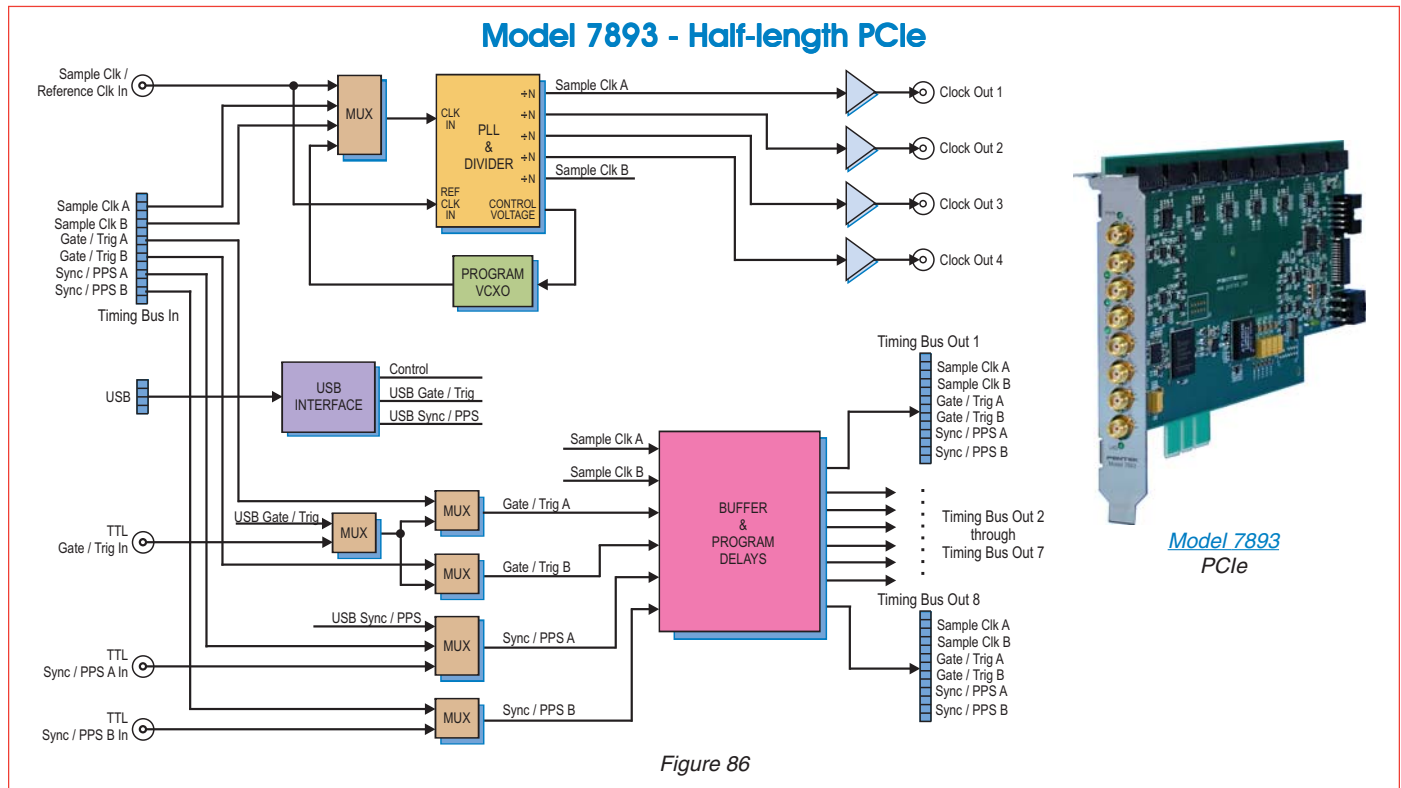 Model 7893 - Half-length PCIe
Sample Clk /
Reference Clk In
MUX
CLK
IN
PLL
&
DIVIDER
REF
CLK
IN
÷N
÷N
÷N
÷N
÷N
CONTROL
VOLTAGE
Sample Clk A
Sample Clk B
Clock Out 1
Clock Out 2
Clock Out 3
Clock Out 4
PROGRAM
VCXO
Sample Clk A
Sample Clk B
Gate / Trig A
Gate / Trig B
Sync / PPS A
Sync / PPS B
Timing Bus In
USB
USB
INTERFACE
Control
USB Gate / Trig
USB Sync / PPS
TTL
Gate / Trig In
USB Gate / Trig
MUX
MUX
Gate / Trig A
MUX
Gate / Trig B
USB Sync / PPS
TTL
Sync / PPS A In
MUX
Sync / PPS A
TTL
Sync / PPS B In
MUX
Sync / PPS B
Sample Clk A
Sample Clk B
BUFFER
&
PROGRAM
DELAYS
Timing Bus Out 1
Sample Clk A
Sample Clk B
Gate / Trig A
Gate / Trig B
Sync / PPS A
Sync / PPS B
Timing Bus Out 2
through
Timing Bus Out 7
Timing Bus Out 8
Sample Clk A
Sample Clk B
Gate / Trig A
Gate / Trig B
Sync / PPS A
Sync / PPS B
PENTEK
Model 7893
Model 7893
PCIe
Figure 86